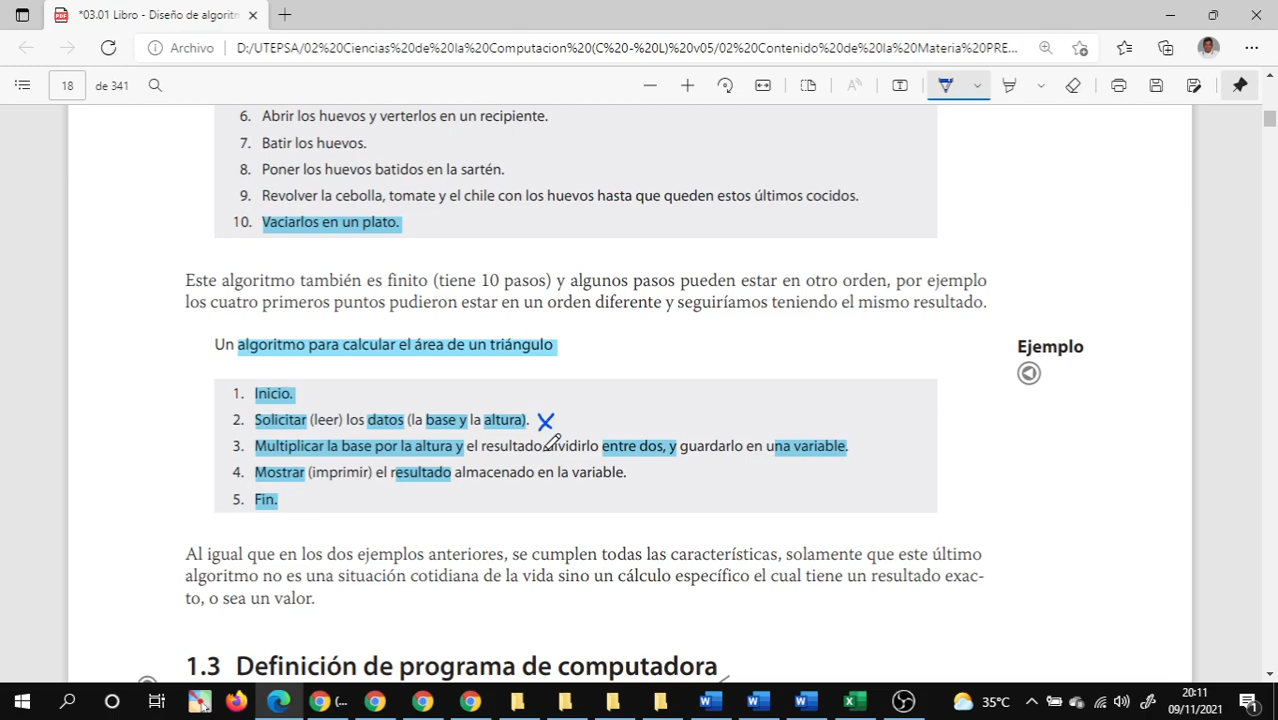 *03.01 Libro - Diseño de algoritm
Archivo D:/UTEPSA/02%20Ciencias%20de%20la%20Computacion%20(C%20-%20L)%20v05/02%20Contenido%20de%20la%20Materia%20PRE...
18 de 341
6. Abrir los huevos y verterlos en un recipiente.
7. Batir los huevos.
8. Poner los huevos batidos en la sartén.
9. Revolver la cebolla, tomate y el chile con los huevos hasta que queden estos últimos cocidos.
10. Vaciarlos en un plato.
Este algoritmo también es finito (tiene 10 pasos) y algunos pasos pueden estar en otro orden, por ejemplo
los cuatro primeros puntos pudieron estar en un orden diferente y seguiríamos teniendo el mismo resultado.
Un algoritmo para calcular el área de un triángulo
Ejemplo
1. Inicio.
2. Solicitar (leer) los datos (la base y la altura). X
3. Multiplicar la base por la altura y el resultado dividirlo entre dos, y guardarlo en una variable.
4. Mostrar (imprimir) el resultado almacenado en la variable.
5. Fin.
Al igual que en los dos ejemplos anteriores, se cumplen todas las características, solamente que este último
algoritmo no es una situación cotidiana de la vida sino un cálculo específico el cual tiene un resultado exac-
to, o sea un valor.
1.3 Definición de programa de computadora
(...
35°C
20:11
09/11/2021
1